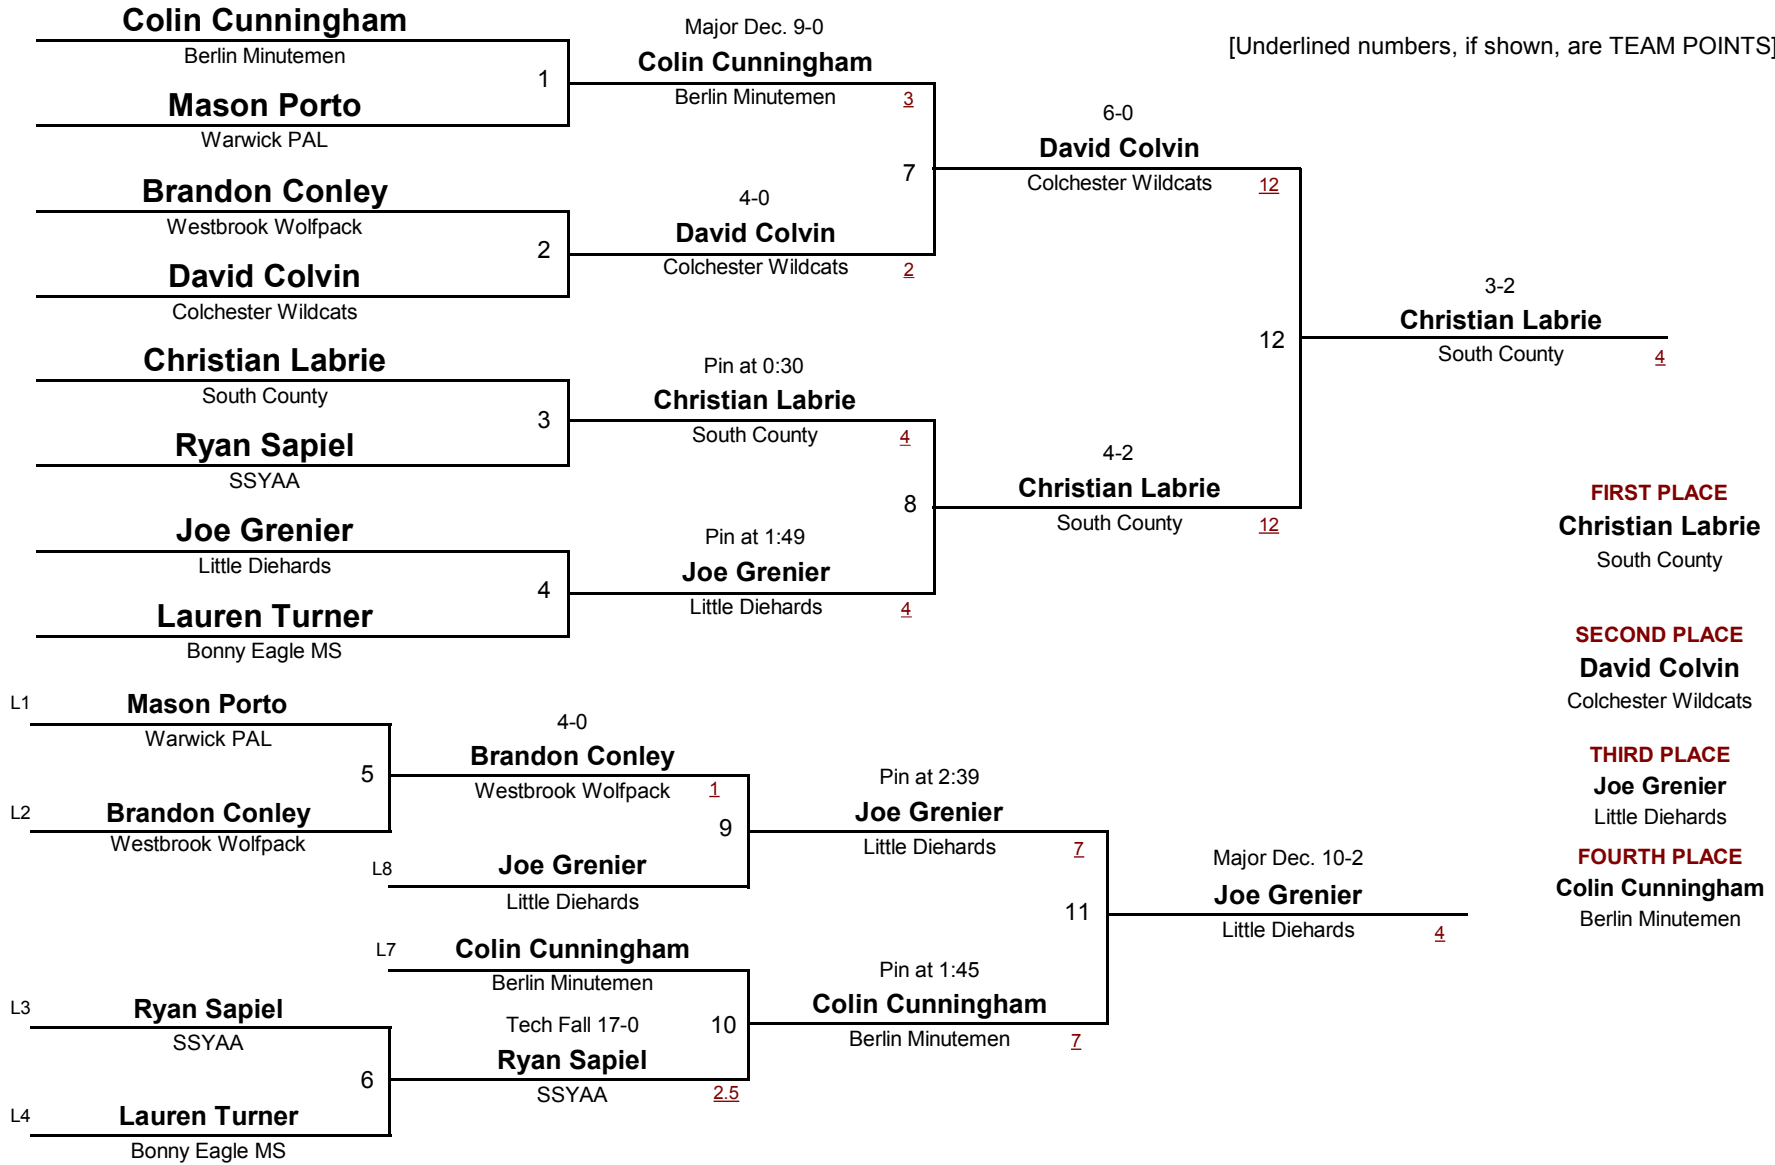 Colin Cunningham
Berlin Minutemen
1
Mason Porto
Warwick PAL
Brandon Conley
Westbrook Wolfpack
2
David Colvin
Colchester Wildcats
Christian Labrie
South County
3
Ryan Sapiel
SSYAA
Joe Grenier
Little Diehards
4
Lauren Turner
Bonny Eagle MS
Major Dec. 9-0
Colin Cunningham
Berlin Minutemen 3
7
4-0
David Colvin
Colchester Wildcats 2
Pin at 0:30
Christian Labrie
South County 4
8
Pin at 1:49
Joe Grenier
Little Diehards 4
[Underlined numbers, if shown, are TEAM POINTS]
6-0
David Colvin
Colchester Wildcats 12
12
4-2
Christian Labrie
South County 12
3-2
Christian Labrie
South County 4
L1 Mason Porto
Warwick PAL
5
L2 Brandon Conley
Westbrook Wolfpack
4-0
Brandon Conley
Westbrook Wolfpack 1
9
L8 Joe Grenier
Little Diehards
L7 Colin Cunningham
Berlin Minutemen
10
L3 Ryan Sapiel
SSYAA
6
L4 Lauren Turner
Bonny Eagle MS
Tech Fall 17-0
Ryan Sapiel
SSYAA 2.5
Pin at 2:39
Joe Grenier
Little Diehards 7
11
Pin at 1:45
Colin Cunningham
Berlin Minutemen 7
Major Dec. 10-2
Joe Grenier
Little Diehards 4
FIRST PLACE
Christian Labrie
South County
SECOND PLACE
David Colvin
Colchester Wildcats
THIRD PLACE
Joe Grenier
Little Diehards
FOURTH PLACE
Colin Cunningham
Berlin Minutemen